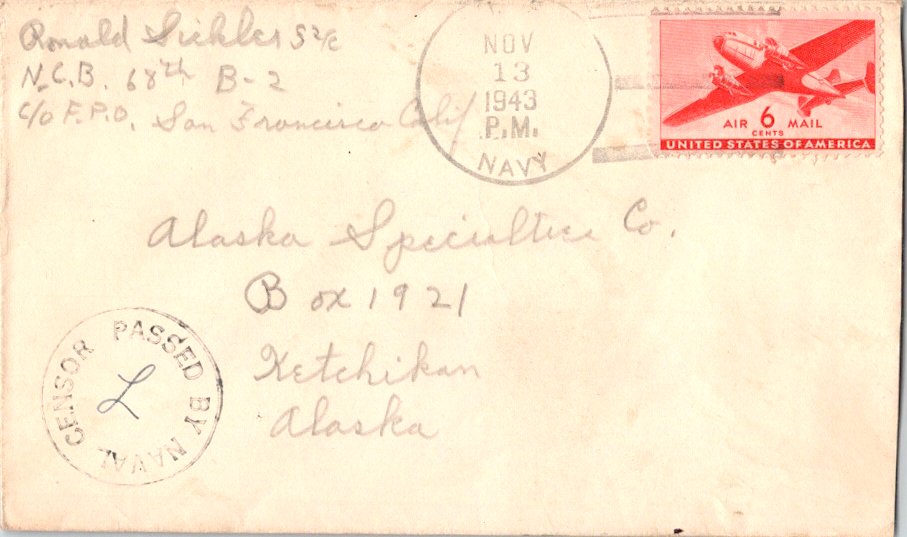 Ronald Sickler S2/c
N.C.B. 68th B-2
c/o F.P.O. San Francisco Calif
NOV
13
1943
P.M.
NAVY
AIR 6 MAIL
CENTS
UNITED STATES OF AMERICA
Alaska Specialties Co.
Box 1921
Ketchikan
Alaska
PASSED BY NAVAL CENSOR
L